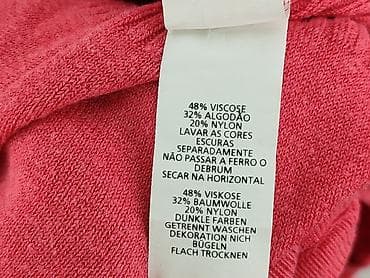 48% VISCOSE
32% ALGODÃO
20% NYLON
LAVAR AS CORES
ESCURAS
SEPARADAMENTE
NÃO PASSAR A FERRO O
DEBRUM
SECAR NA HORIZONTAL
48% VISKOSE
32% BAUMWOLLE
20% NYLON
DUNKLE FARBEN
GETRENNT WASCHEN
DEKORATION NICH
BÜGELN
FLACH TROCKNEN